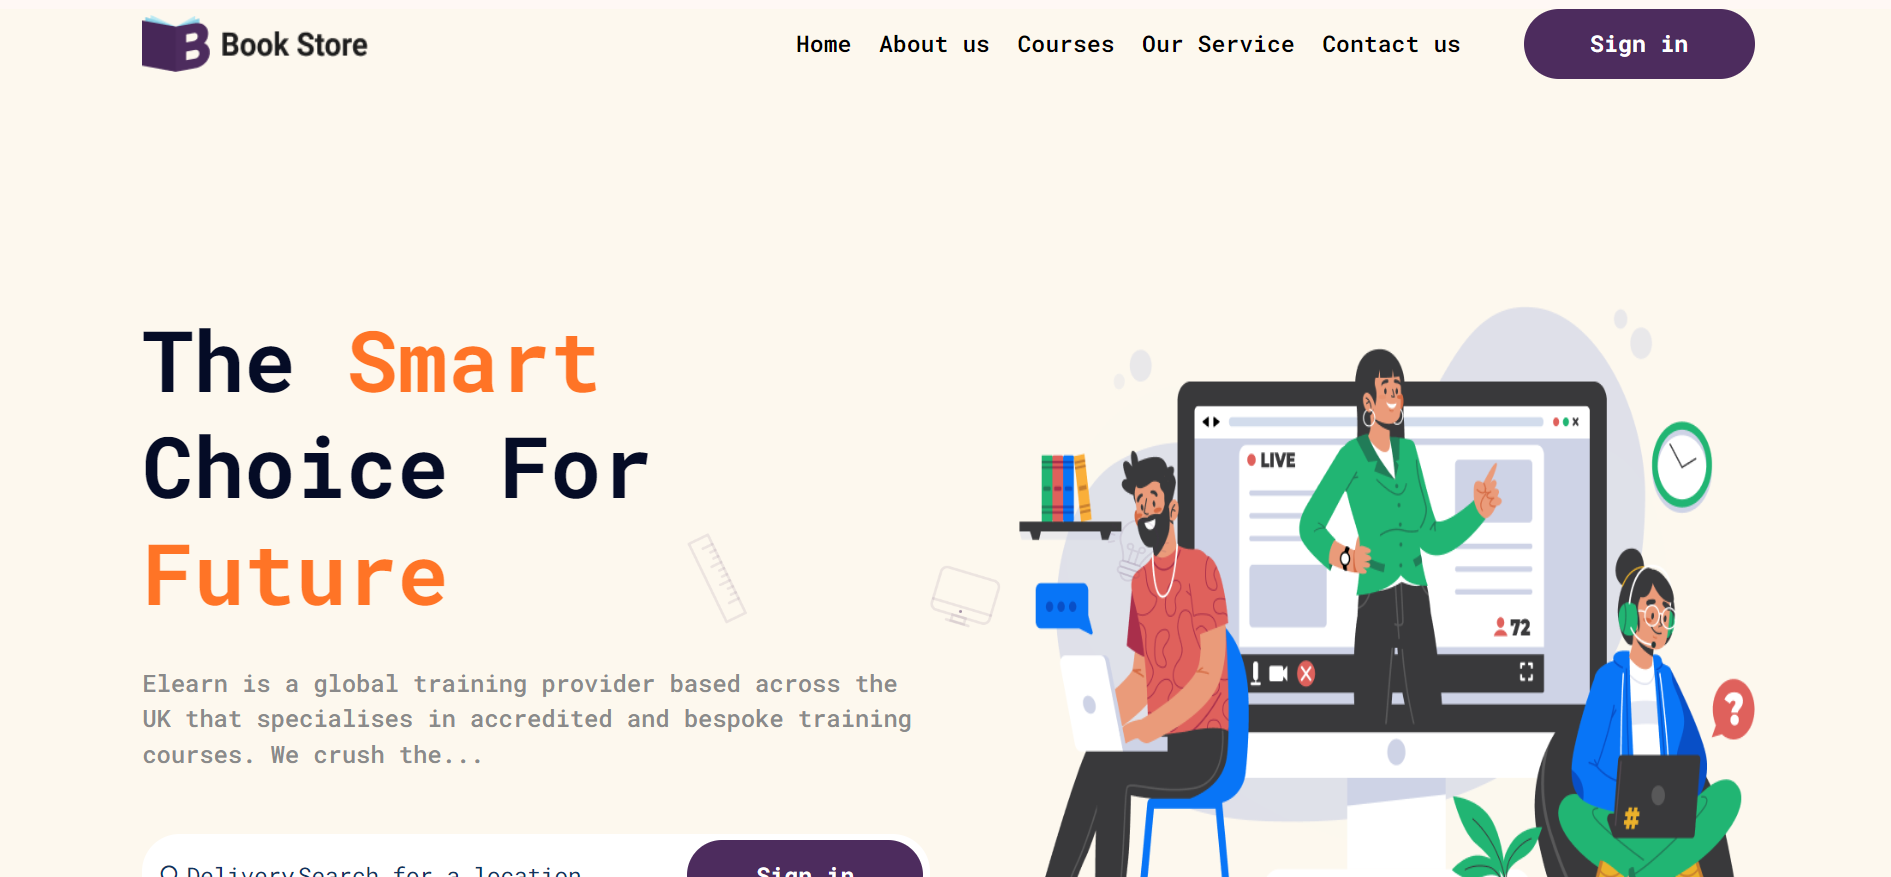 Book Store
Home About us Courses Our Service Contact us Sign in
The Smart
Choice For
Future
Elearn is a global training provider based across the
UK that specialises in accredited and bespoke training
courses. We crush the...
LIVE
72
?
#
DeliverySearch for a location
Sign in